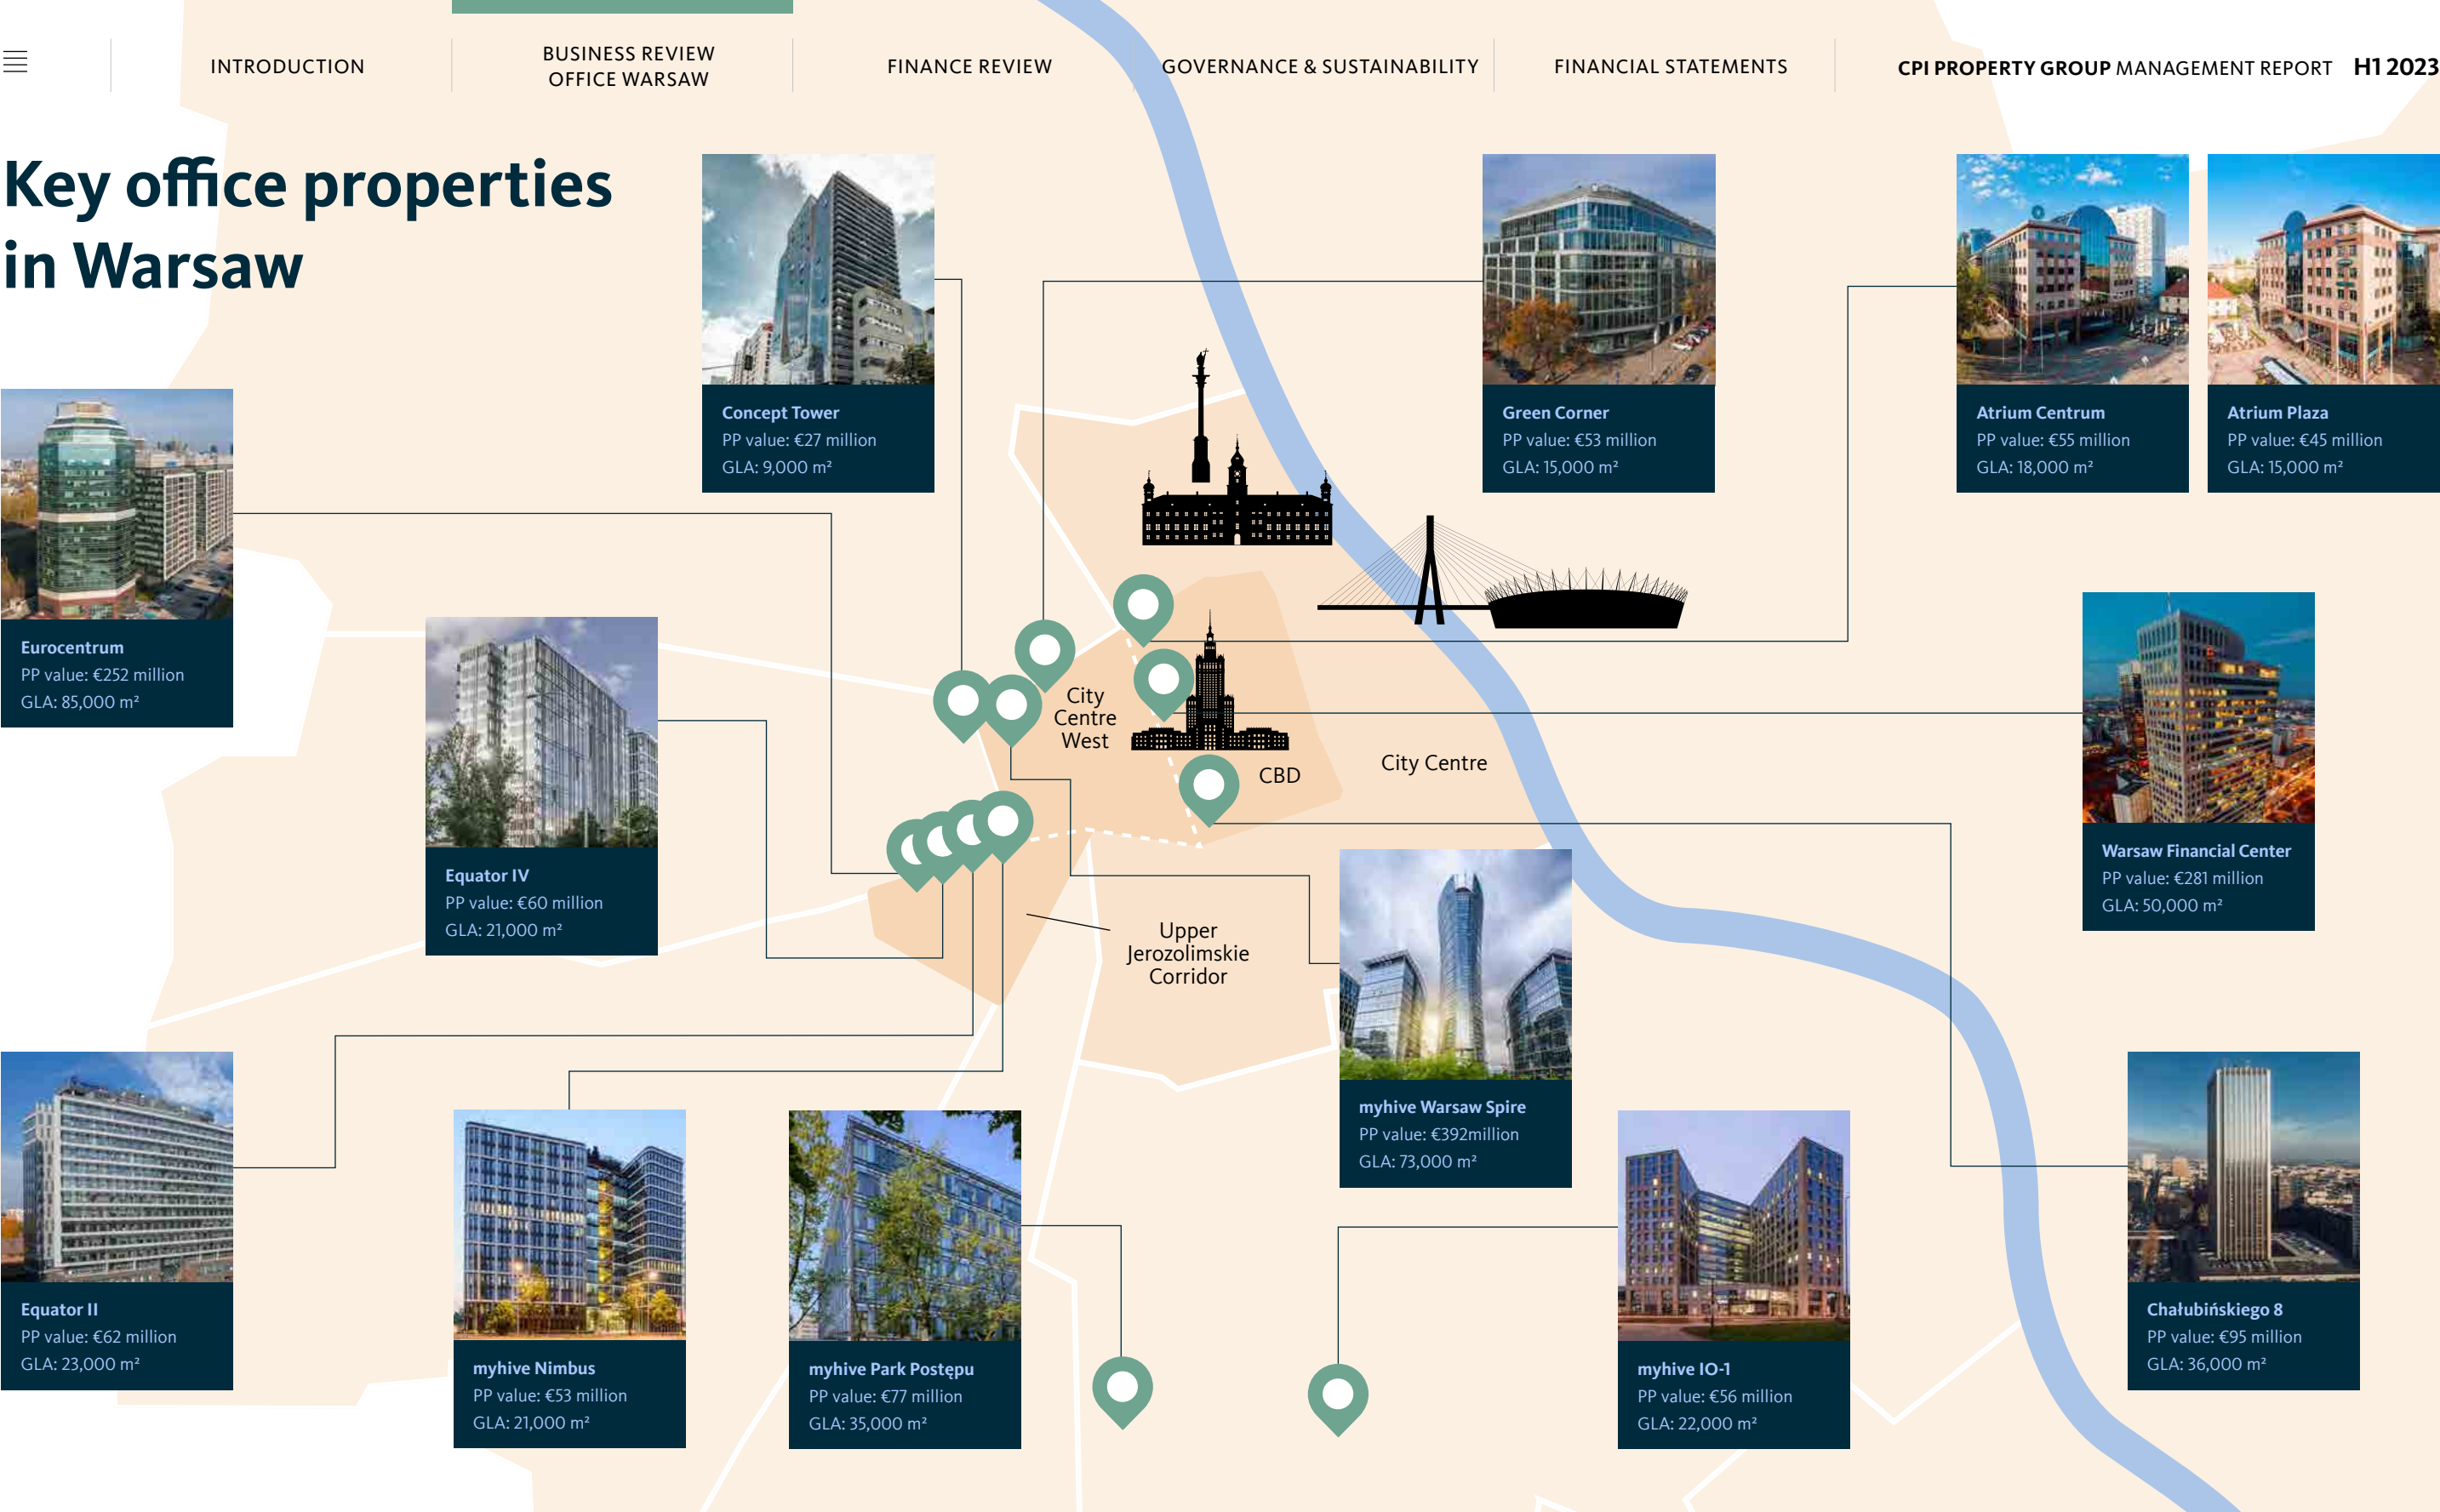 INTRODUCTION
BUSINESS REVIEW
OFFICE WARSAW
FINANCE REVIEW
GOVERNANCE & SUSTAINABILITY
FINANCIAL STATEMENTS
CPI PROPERTY GROUP MANAGEMENT REPORT H1 2023
Key office properties
in Warsaw
Concept Tower
PP value: €27 million
GLA: 9,000 m²
Green Corner
PP value: €53 million
GLA: 15,000 m²
Atrium Centrum
PP value: €55 million
GLA: 18,000 m²
Atrium Plaza
PP value: €45 million
GLA: 15,000 m²
Eurocentrum
PP value: €252 million
GLA: 85,000 m²
Equator IV
PP value: €60 million
GLA: 21,000 m²
City
Centre
West
CBD
City Centre
Upper
Jerozolimskie
Corridor
Warsaw Financial Center
PP value: €281 million
GLA: 50,000 m²
myhive Warsaw Spire
PP value: €392million
GLA: 73,000 m²
Equator II
PP value: €62 million
GLA: 23,000 m²
myhive Nimbus
PP value: €53 million
GLA: 21,000 m²
myhive Park Postępu
PP value: €77 million
GLA: 35,000 m²
myhive IO-1
PP value: €56 million
GLA: 22,000 m²
Chałubińskiego 8
PP value: €95 million
GLA: 36,000 m²